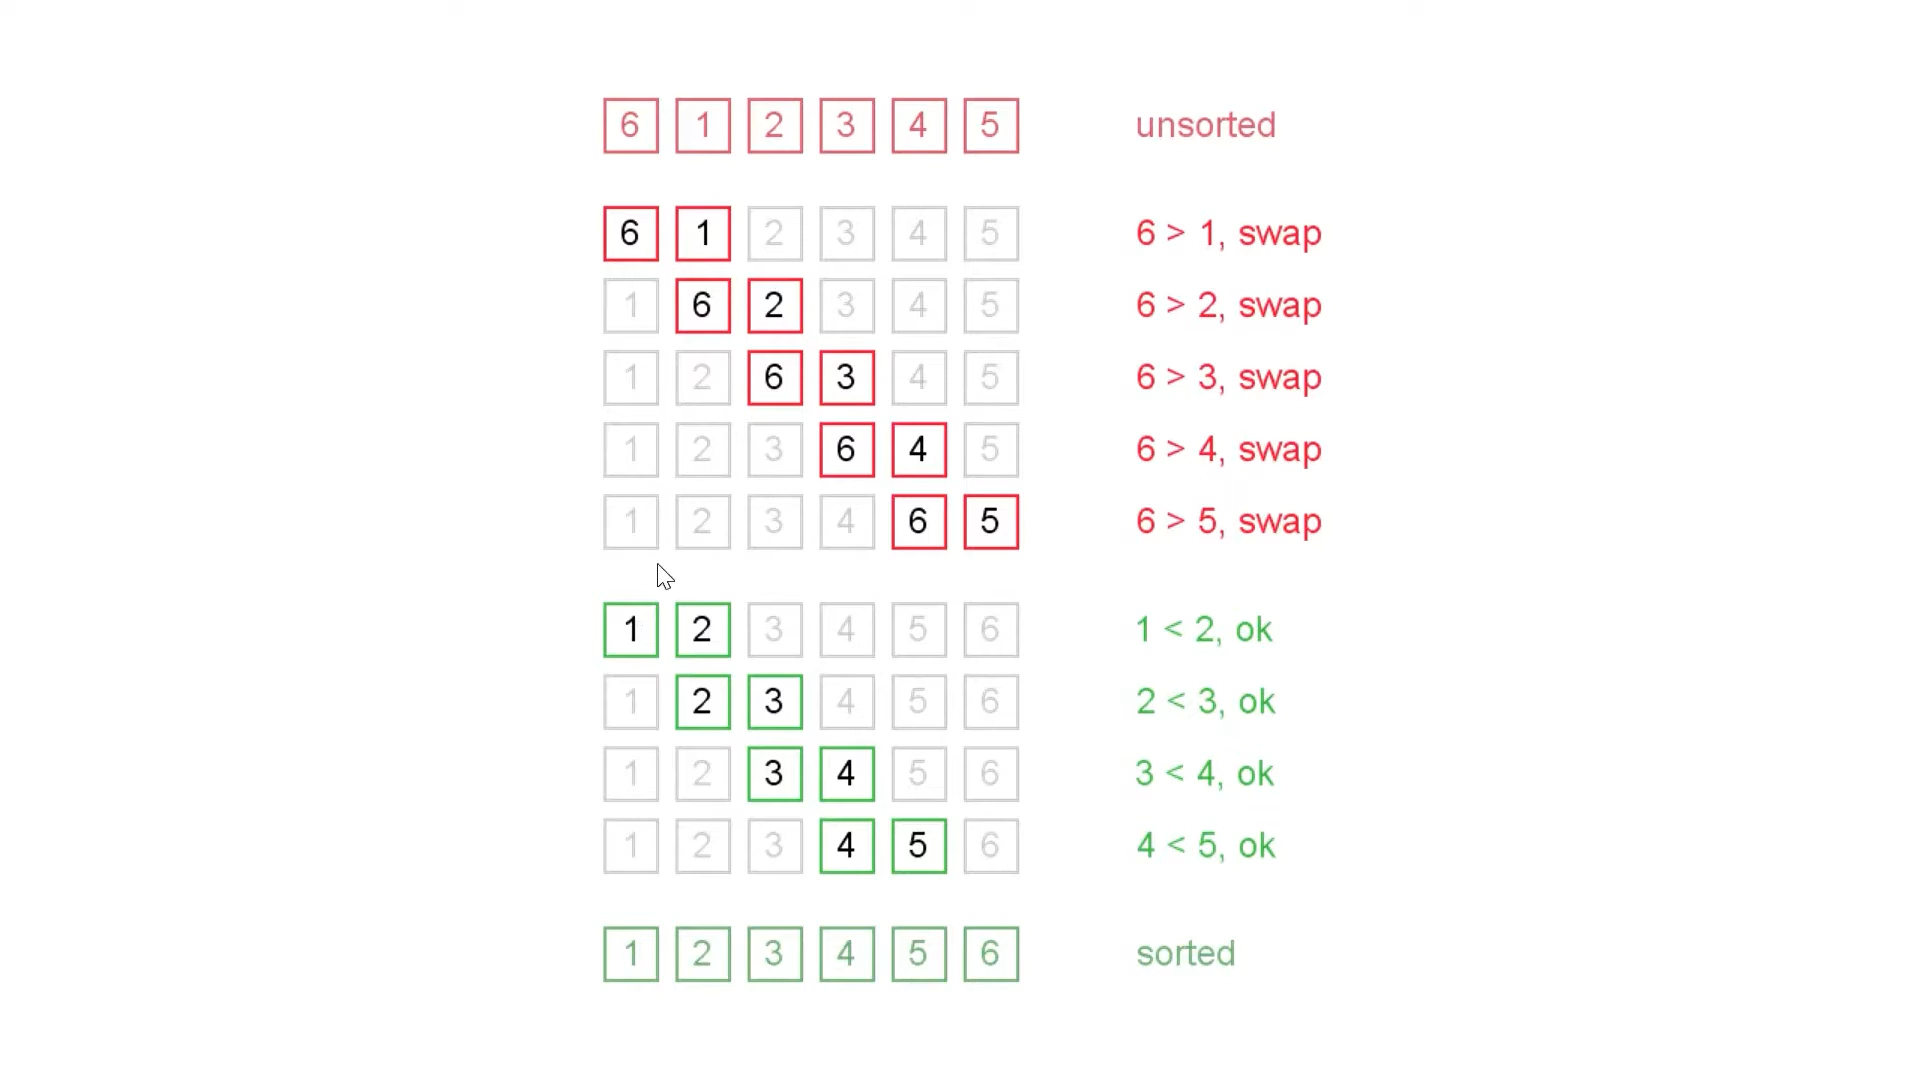 6 1 2 3 4 5 unsorted
6 1 2 3 4 5 6 > 1, swap
1 6 2 3 4 5 6 > 2, swap
1 2 6 3 4 5 6 > 3, swap
1 2 3 6 4 5 6 > 4, swap
1 2 3 4 6 5 6 > 5, swap
1 2 3 4 5 6 1 < 2, ok
1 2 3 4 5 6 2 < 3, ok
1 2 3 4 5 6 3 < 4, ok
1 2 3 4 5 6 4 < 5, ok
1 2 3 4 5 6 sorted